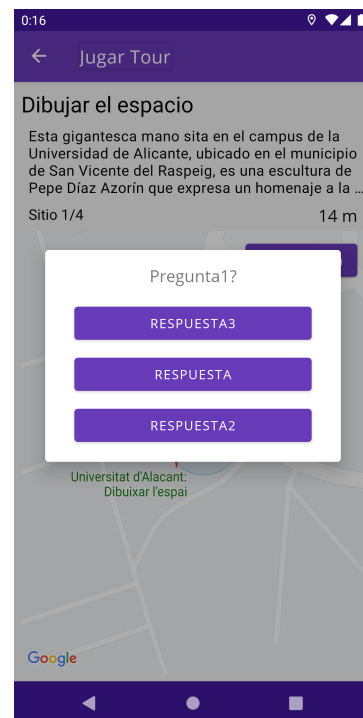 0:16
Jugar Tour
Dibujar el espacio
Esta gigantesca mano sita en el campus de la
Universidad de Alicante, ubicado en el municipio
de San Vicente del Raspeig, es una escultura de
Pepe Díaz Azorín que expresa un homenaje a la ...
Sitio 1/4
14 m
Pregunta1?
RESPUESTA3
RESPUESTA
RESPUESTA2
Universitat d'Alacant:
Dibuixar l'espai
Google